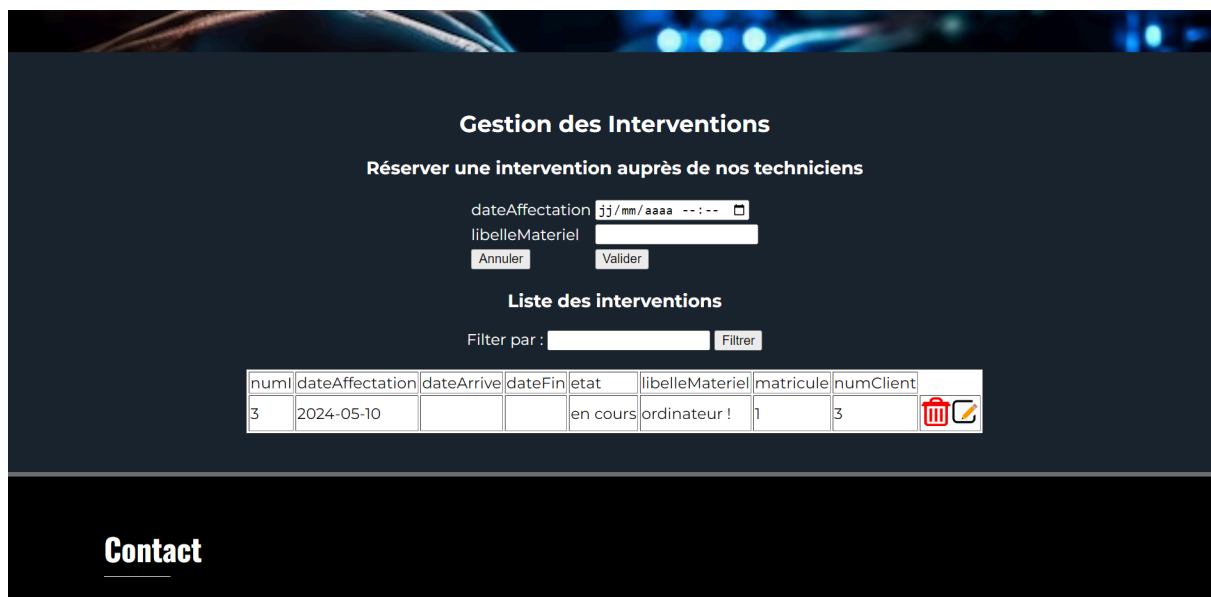 Gestion des Interventions
Réserver une intervention auprès de nos techniciens
dateAffectation jj/mm/aaaa --:--
libelleMateriel
Annuler Valider
Liste des interventions
Filter par : Filtrer
numI dateAffectation dateArrive dateFin etat libelleMateriel matricule numClient
3 2024-05-10 en cours ordinateur ! 1 3
Contact